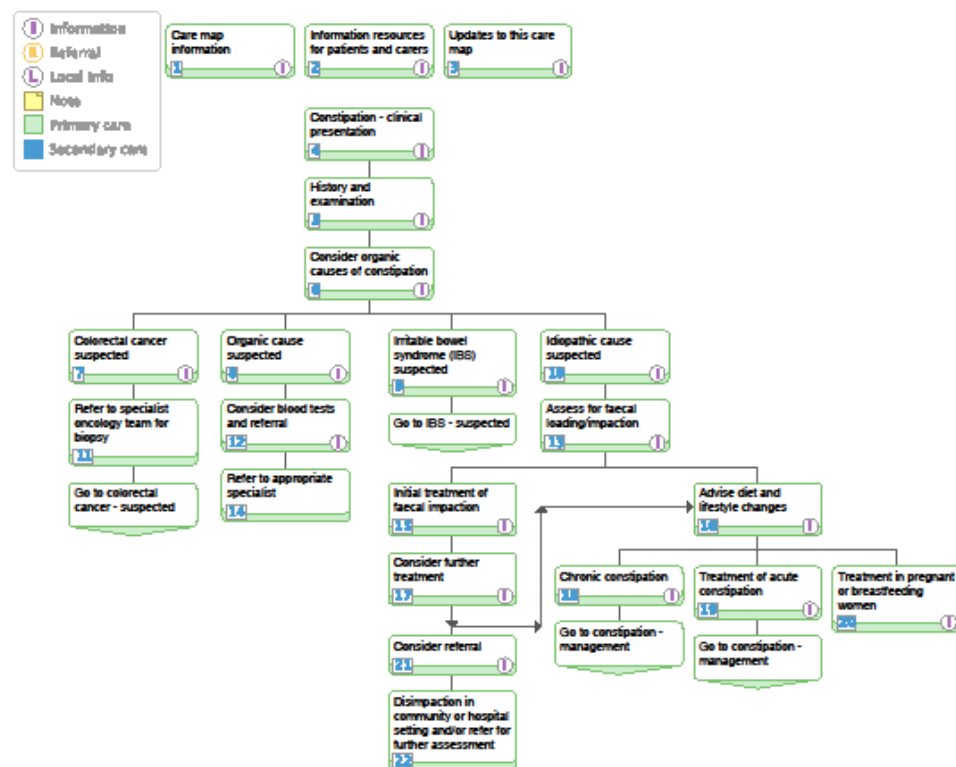 Information
Referral
Local info
Note
Primary care
Secondary care
Care map
information
1
I
Information resources
for patients and carers
2
I
Updates to this care
map
3
I
Constipation - clinical
presentation
4
I
History and
examination
I
Consider organic
causes of constipation
6
I
Colorectal cancer
suspected
7
I
Organic cause
suspected
8
I
Irritable bowel
syndrome (IBS)
suspected
9
I
Idiopathic cause
suspected
10
I
Refer to specialist
oncology team for
biopsy
11
Consider blood tests
and referral
12
I
Go to IBS - suspected
Assess for faecal
loading/impaction
13
I
Go to colorectal
cancer - suspected
Refer to appropriate
specialist
14
Initial treatment of
faecal impaction
15
I
Advise diet and
lifestyle changes
16
I
Consider further
treatment
17
I
Chronic constipation
18
I
Treatment of acute
constipation
19
I
Treatment in pregnant
or breastfeeding
women
20
I
Consider referral
21
I
Go to constipation -
management
Go to constipation -
management
Disimpaction in
community or hospital
setting and/or refer for
further assessment
22